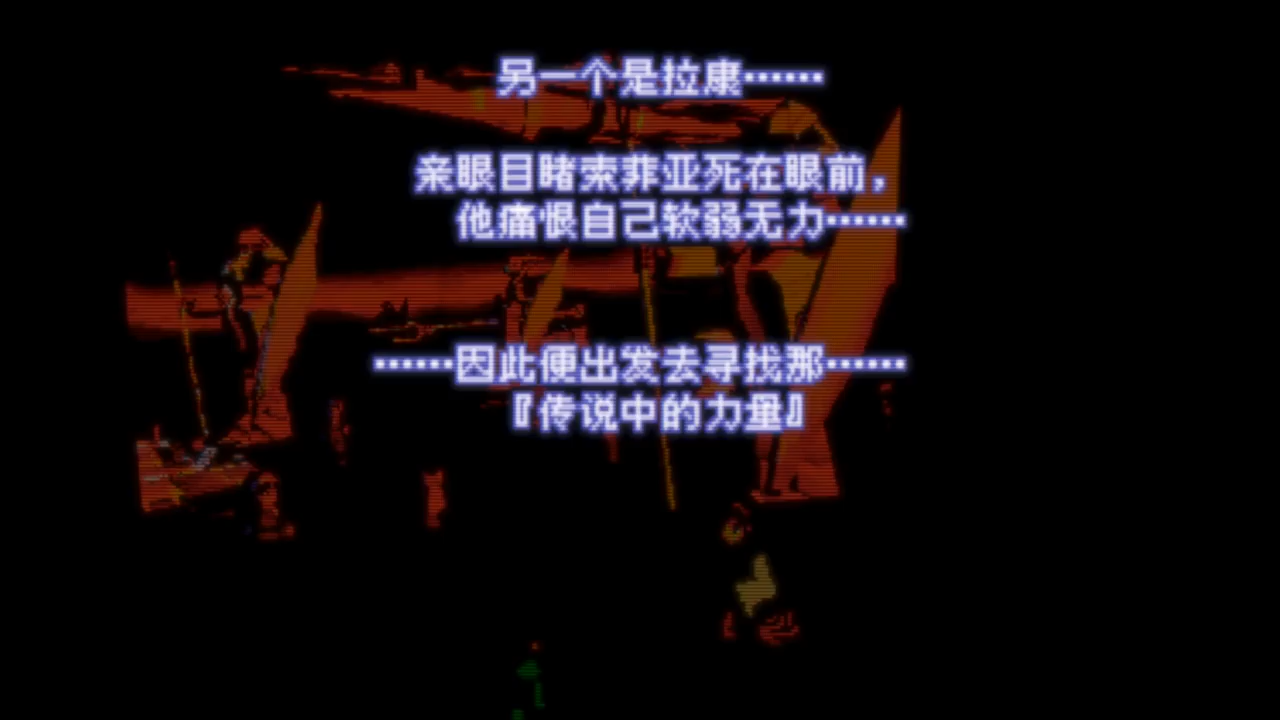 另一个是拉康……
亲眼目睹索菲亚死在眼前，
他痛恨自己软弱无力……
……因此便出发去寻找那……
『传说中的力量』